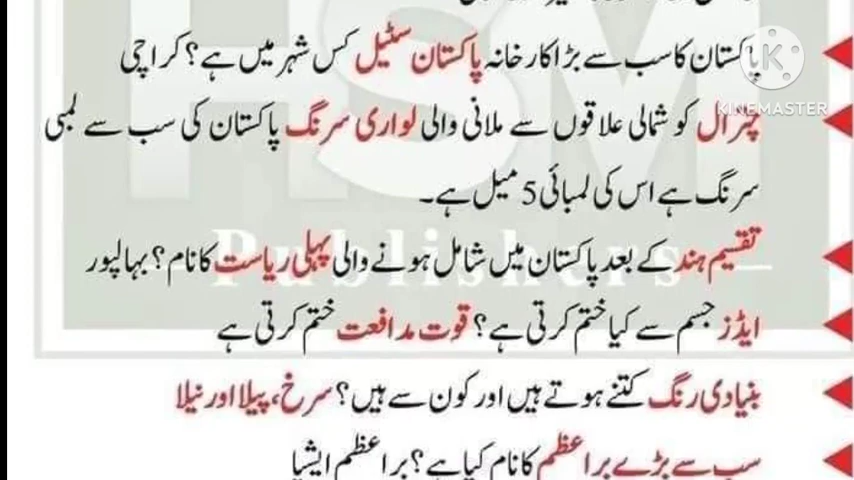 پاکستان کا سب سے بڑا کارخانہ پاکستان سٹیل کس شہر میں ہے؟ کراچی
KINEMASTER
چترال کو شمالی علاقوں سے ملانی والی لواری سرنگ پاکستان کی سب سے لمبی
سرنگ ہے اس کی لمبائی 5 میل ہے۔
Publishers
تقسیم ہند کے بعد پاکستان میں شامل ہونے والی پہلی ریاست کا نام؟ بہالپور
ایڈز جسم سے کیا ختم کرتی ہے؟ قوت مدافعت ختم کرتی ہے
بنیادی رنگ کتنے ہوتے ہیں اور کون سے ہیں؟ سرخ، پیلا اور نیلا
سب سے بڑے براعظم کا نام کیا ہے؟ براعظم ایشیا